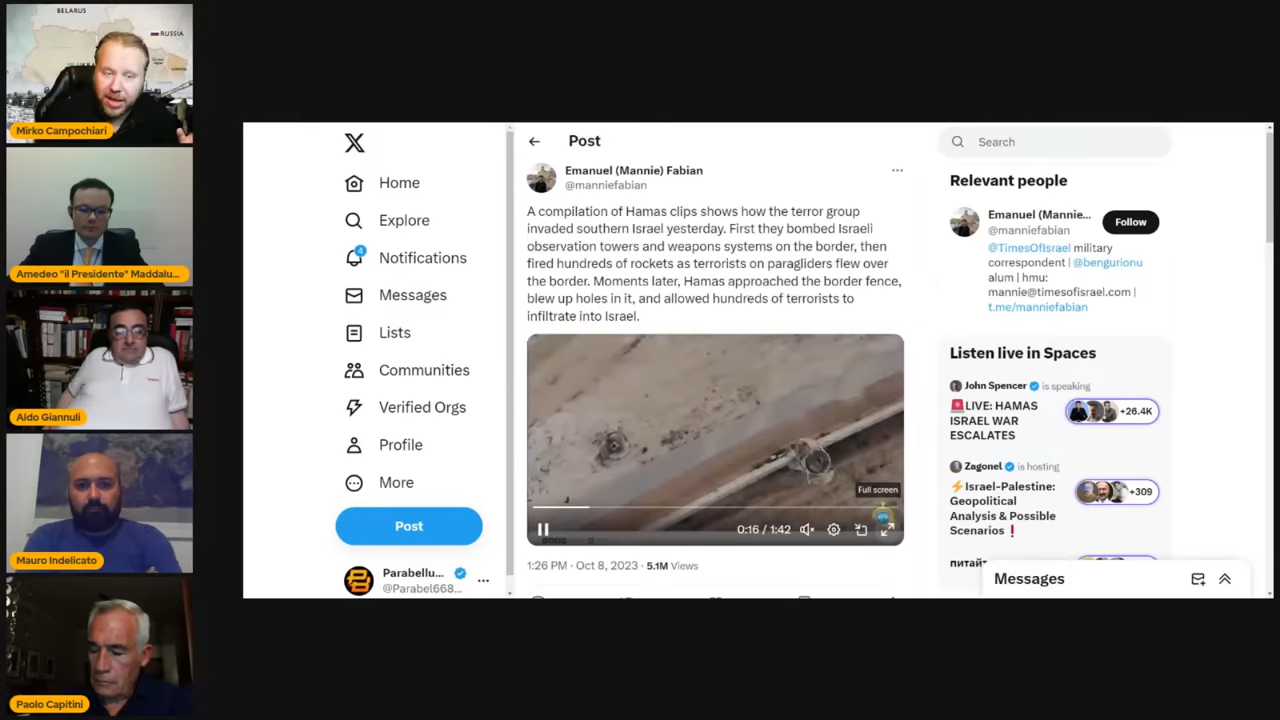 BELARUS
RUSSIA
Mirko Campochiari
Amedeo "il Presidente" Maddalu...
Aldo Giannuli
Mauro Indelicato
Paolo Capitini
Home
Explore
4
Notifications
Messages
Lists
Communities
Verified Orgs
Profile
More
Post
Parabellu...
@Parabel668...
Post
Emanuel (Mannie) Fabian
@manniefabian
A compilation of Hamas clips shows how the terror group
invaded southern Israel yesterday. First they bombed Israeli
observation towers and weapons systems on the border, then
fired hundreds of rockets as terrorists on paragliders flew over
the border. Moments later, Hamas approached the border fence,
blew up holes in it, and allowed hundreds of terrorists to
infiltrate into Israel.
Full screen
0:16 / 1:42
1:26 PM · Oct 8, 2023 · 5.1M Views
Search
Relevant people
Emanuel (Mannie...
@manniefabian
Follow
@TimesOfIsrael military
correspondent | @bengurionu
alum | hmu:
mannie@timesofisrael.com |
t.me/manniefabian
Listen live in Spaces
John Spencer is speaking
🚨LIVE: HAMAS
ISRAEL WAR
ESCALATES
+26.4K
Zagonel is hosting
⚡Israel-Palestine:
Geopolitical
Analysis & Possible
Scenarios❗
+309
питайт
Messages